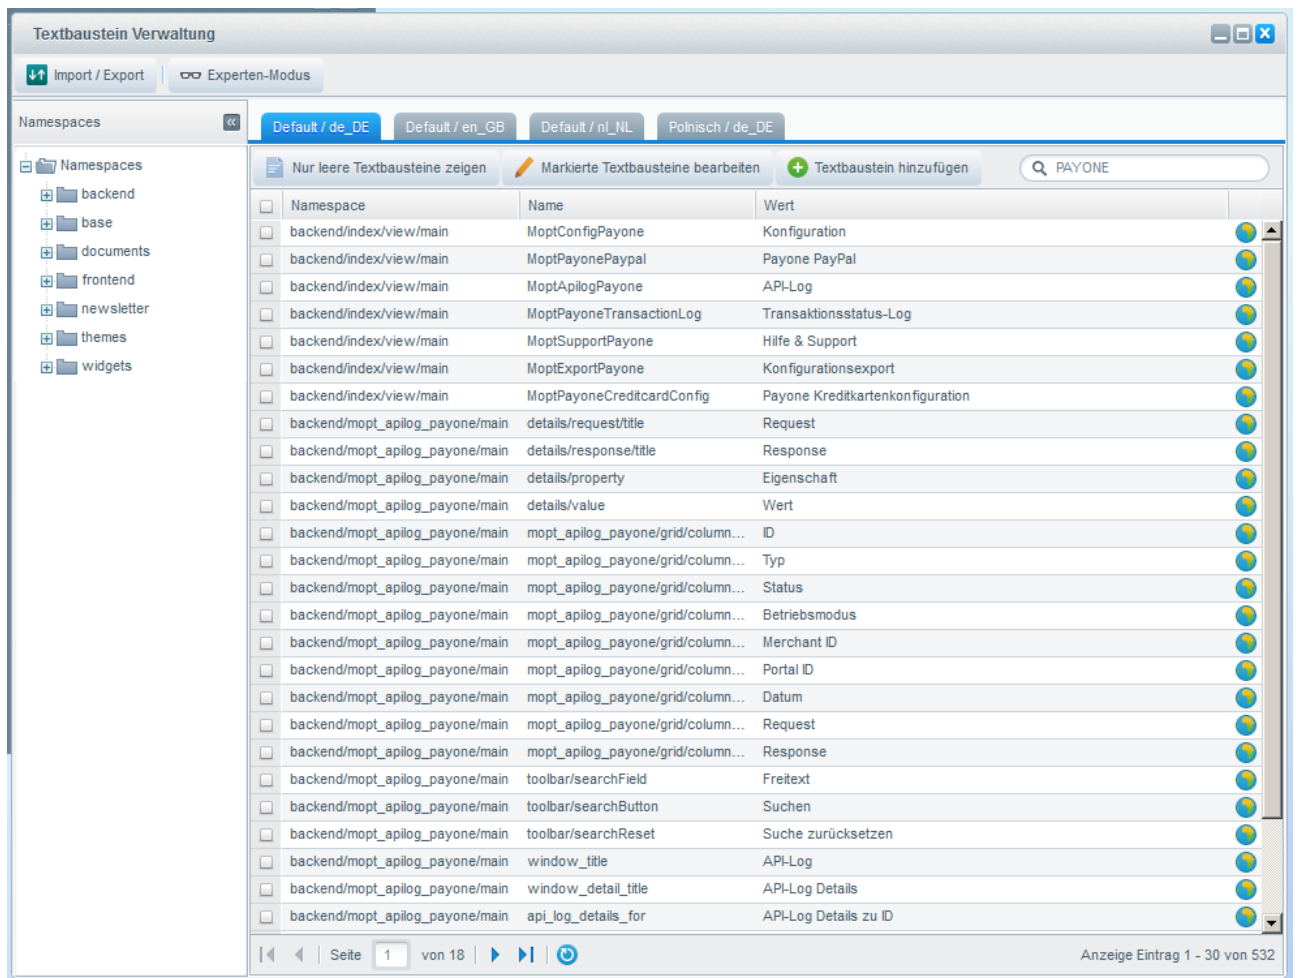 Textbaustein Verwaltung
Import / Export
Experten-Modus
Namespaces
Default / de_DE
Default / en_GB
Default / nl_NL
Polnisch / de_DE
Namespaces
backend
base
documents
frontend
newsletter
themes
widgets
Nur leere Textbausteine zeigen
Markierte Textbausteine bearbeiten
Textbaustein hinzufügen
PAYONE
Namespace Name Wert
backend/index/view/main MoptConfigPayone Konfiguration
backend/index/view/main MoptPayonePaypal Payone PayPal
backend/index/view/main MoptApilogPayone API-Log
backend/index/view/main MoptPayoneTransactionLog Transaktionsstatus-Log
backend/index/view/main MoptSupportPayone Hilfe & Support
backend/index/view/main MoptExportPayone Konfigurationsexport
backend/index/view/main MoptPayoneCreditcardConfig Payone Kreditkartenkonfiguration
backend/mopt_apilog_payone/main details/request/title Request
backend/mopt_apilog_payone/main details/response/title Response
backend/mopt_apilog_payone/main details/property Eigenschaft
backend/mopt_apilog_payone/main details/value Wert
backend/mopt_apilog_payone/main mopt_apilog_payone/grid/column... ID
backend/mopt_apilog_payone/main mopt_apilog_payone/grid/column... Typ
backend/mopt_apilog_payone/main mopt_apilog_payone/grid/column... Status
backend/mopt_apilog_payone/main mopt_apilog_payone/grid/column... Betriebsmodus
backend/mopt_apilog_payone/main mopt_apilog_payone/grid/column... Merchant ID
backend/mopt_apilog_payone/main mopt_apilog_payone/grid/column... Portal ID
backend/mopt_apilog_payone/main mopt_apilog_payone/grid/column... Datum
backend/mopt_apilog_payone/main mopt_apilog_payone/grid/column... Request
backend/mopt_apilog_payone/main mopt_apilog_payone/grid/column... Response
backend/mopt_apilog_payone/main toolbar/searchField Freitext
backend/mopt_apilog_payone/main toolbar/searchButton Suchen
backend/mopt_apilog_payone/main toolbar/searchReset Suche zurücksetzen
backend/mopt_apilog_payone/main window_title API-Log
backend/mopt_apilog_payone/main window_detail_title API-Log Details
backend/mopt_apilog_payone/main api_log_details_for API-Log Details zu ID
Seite 1 von 18
Anzeige Eintrag 1 - 30 von 532